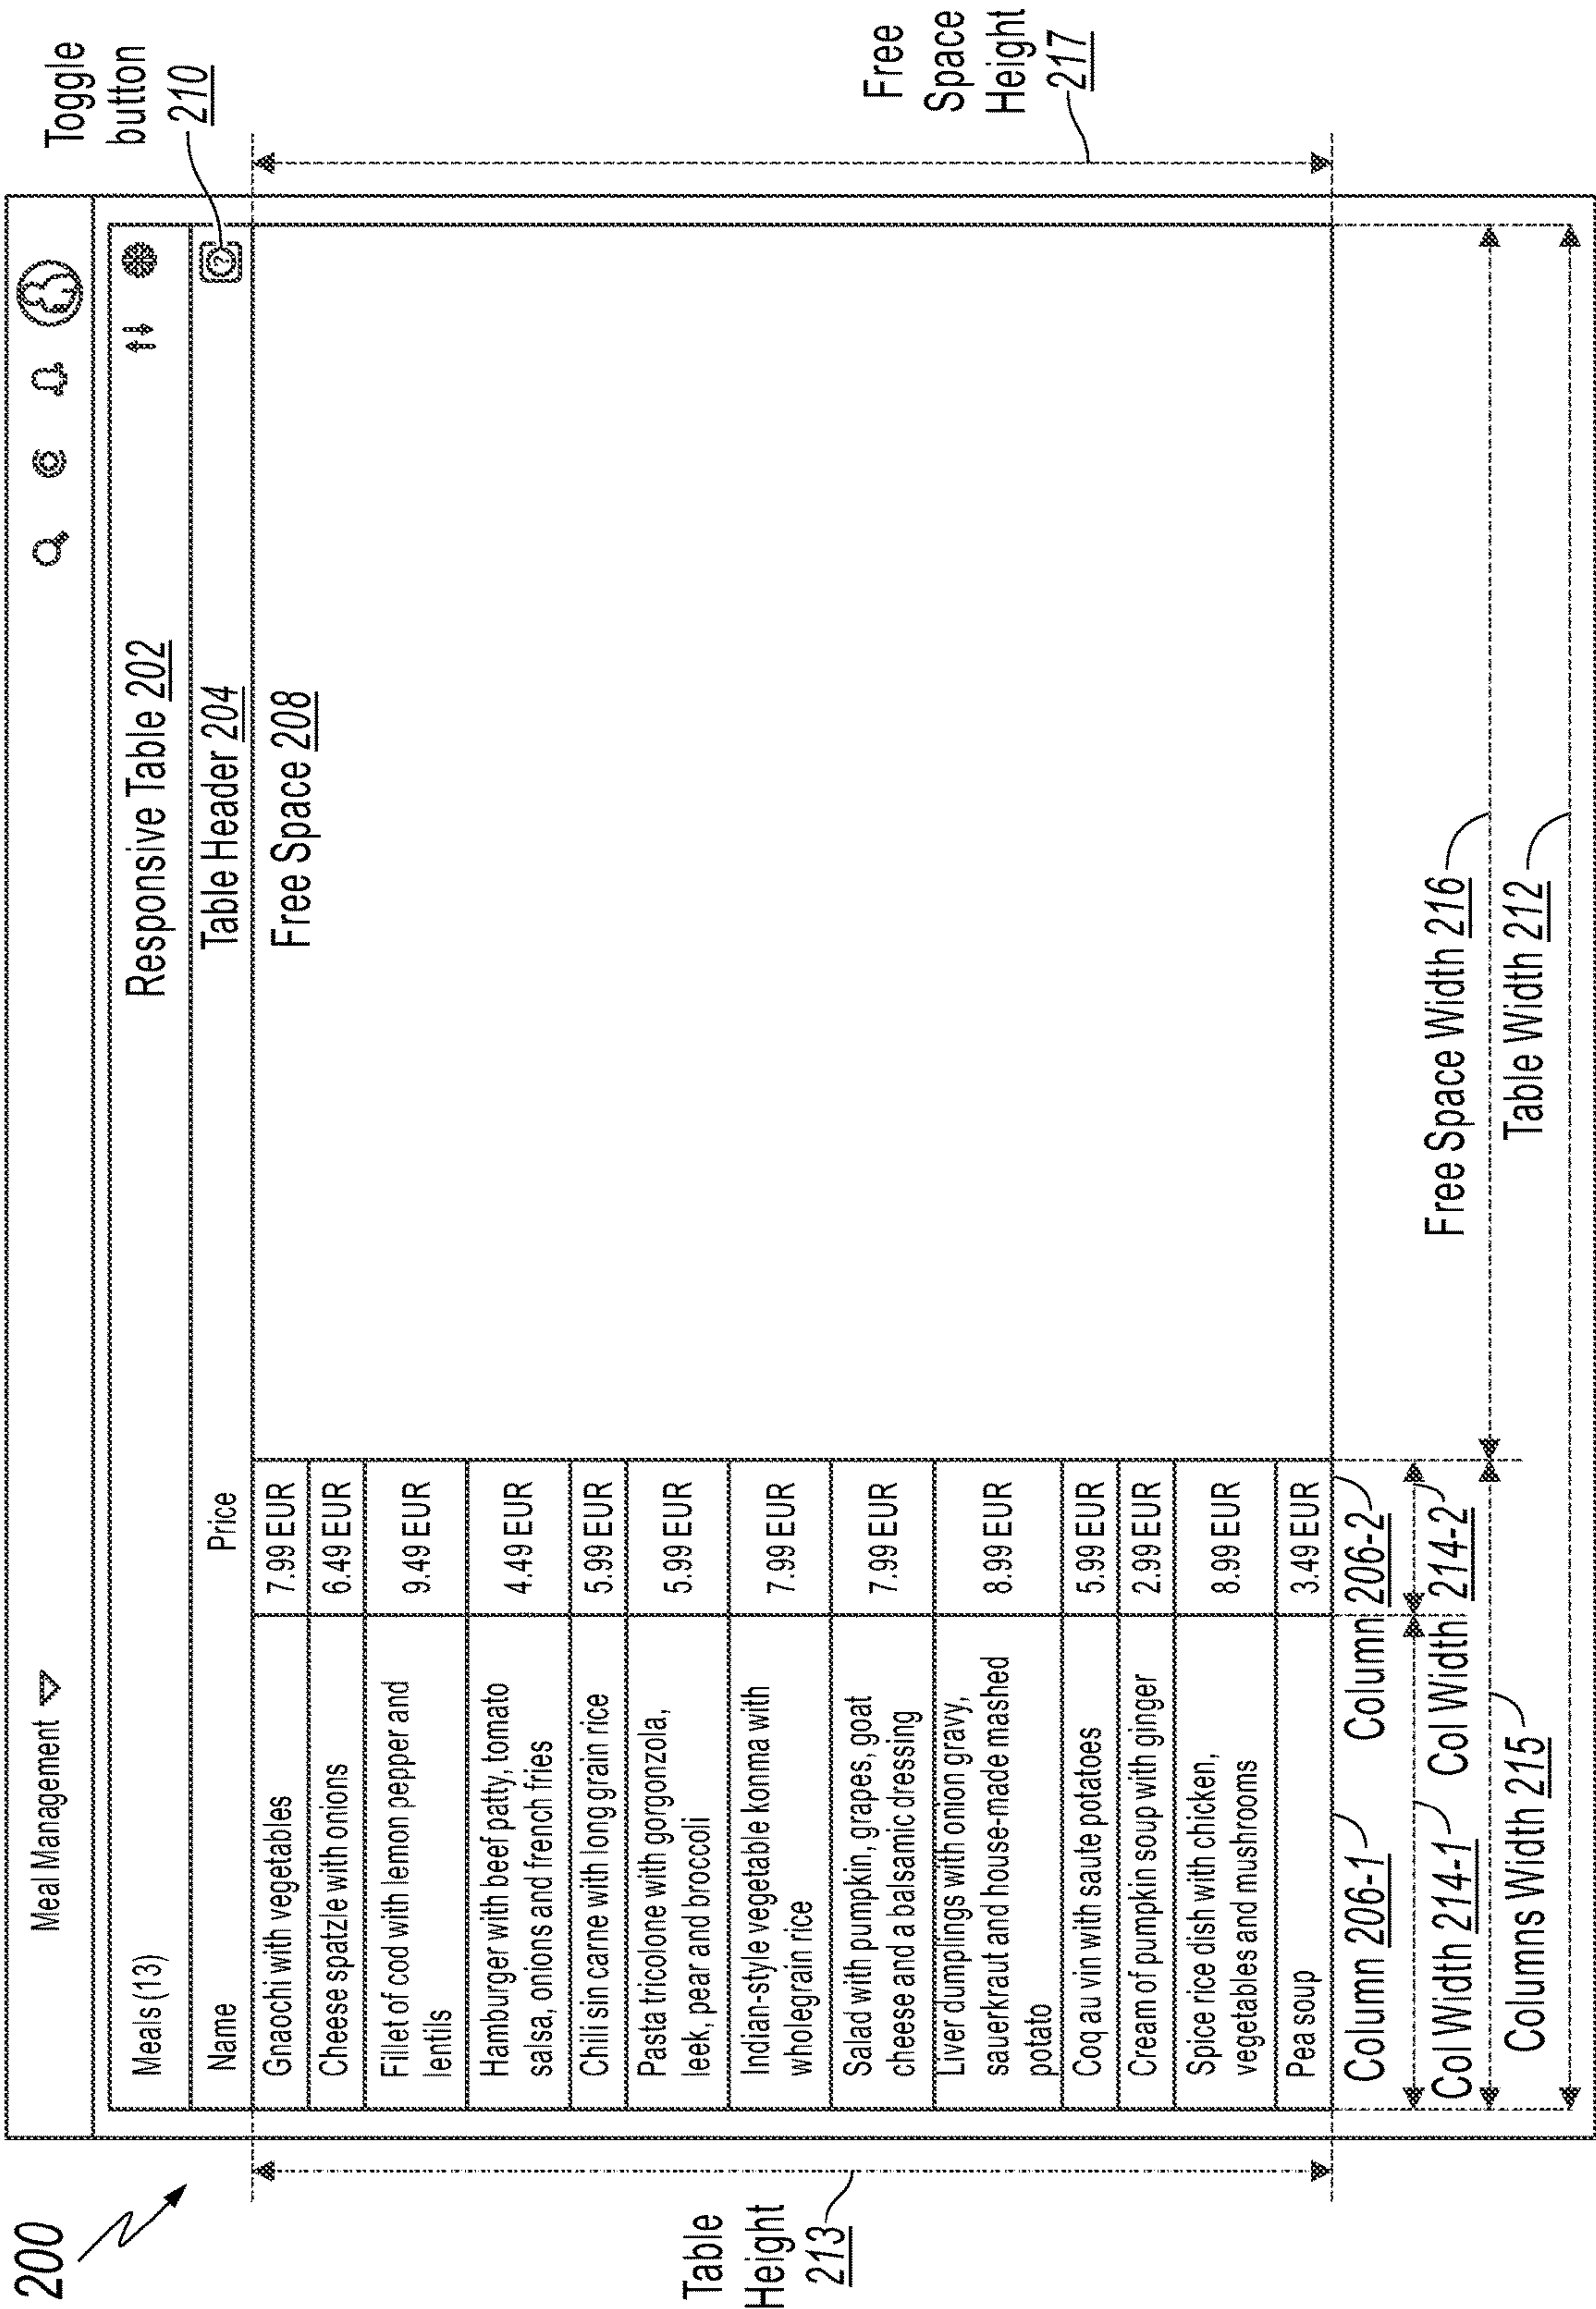 200
Meal Management
Toggle
button
210
Meals (13)
Responsive Table 202
Name
Price
Table Header 204
Free Space 208
Gnaochi with vegetables
7.99 EUR
Cheese spatzle with onions
6.49 EUR
Fillet of cod with lemon pepper and
lentils
9.49 EUR
Hamburger with beef patty, tomato
salsa, onions and french fries
4.49 EUR
Chili sin carne with long grain rice
5.99 EUR
Pasta tricolone with gorgonzola,
leek, pear and broccoli
5.99 EUR
Indian-style vegetable konma with
wholegrain rice
7.99 EUR
Salad with pumpkin, grapes, goat
cheese and a balsamic dressing
7.99 EUR
Liver dumplings with onion gravy,
sauerkraut and house-made mashed
potato
8.99 EUR
Coq au vin with saute potatoes
5.99 EUR
Cream of pumpkin soup with ginger
2.99 EUR
Spice rice dish with chicken,
vegetables and mushrooms
8.99 EUR
Pea soup
3.49 EUR
Table
Height
213
Free
Space
Height
217
Column 206-1
Column 206-2
Col Width 214-1
Col Width 214-2
Free Space Width 216
Columns Width 215
Table Width 212